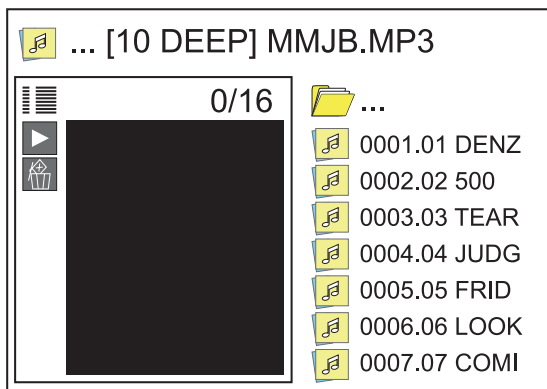 ... [10 DEEP] MMJB.MP3
0/16
...
0001.01 DENZ
0002.02 500
0003.03 TEAR
0004.04 JUDG
0005.05 FRID
0006.06 LOOK
0007.07 COMI